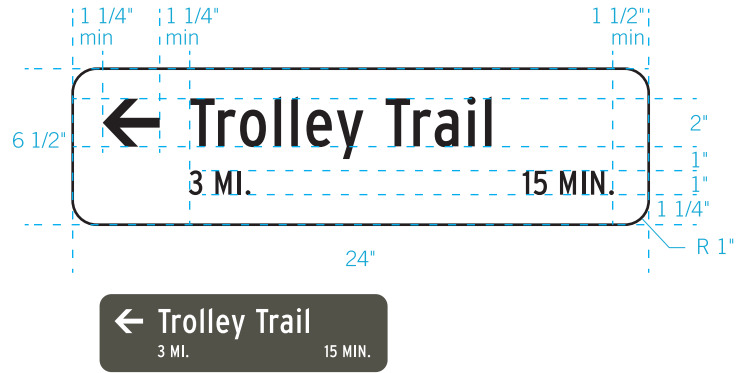 1 1/4" 1 1/4" 1 1/2"
min min min
← Trolley Trail
2"
6 1/2"
1"
3 MI. 15 MIN.
1"
1 1/4"
R 1"
24"
← Trolley Trail
3 MI. 15 MIN.